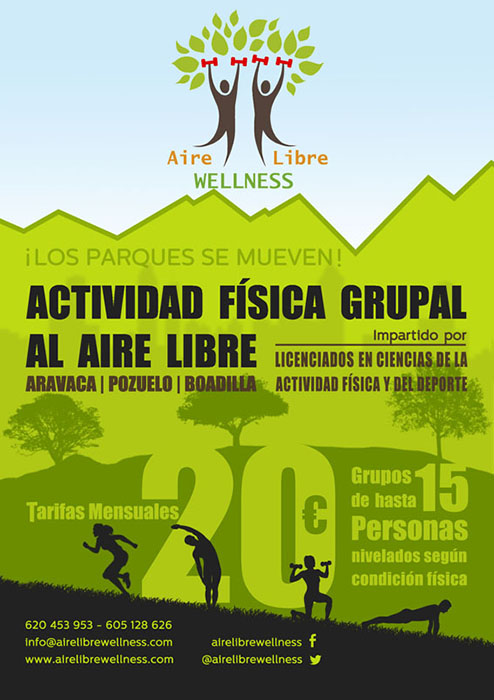 Aire Libre
WELLNESS
¡LOS PARQUES SE MUEVEN!
ACTIVIDAD FÍSICA GRUPAL
AL AIRE LIBRE
ARAVACA | POZUELO | BOADILLA
Impartido por
LICENCIADOS EN CIENCIAS DE LA
ACTIVIDAD FÍSICA Y DEL DEPORTE
Tarifas Mensuales
20€
Grupos
de hasta 15
Personas
nivelados según
condición física
620 453 953 - 605 128 626
info@airelibrewellness.com
www.airelibrewellness.com
airelibrewellness f
@airelibrewellness